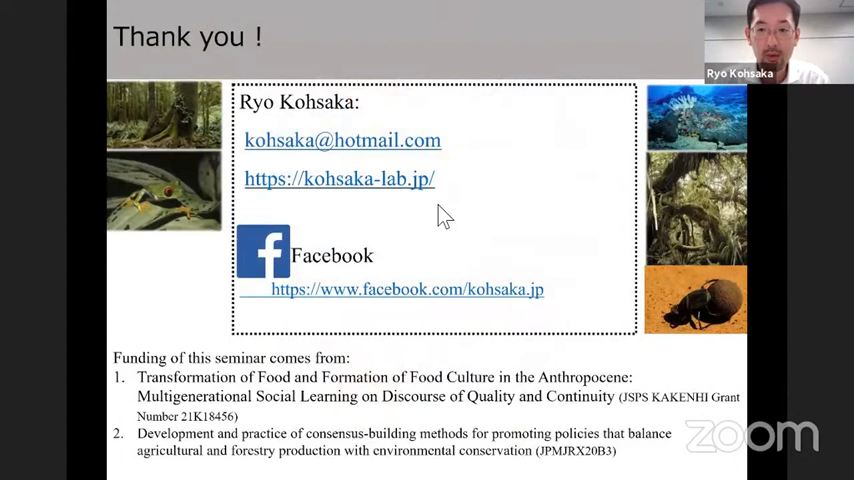 Thank you !
Ryo Kohsaka
Ryo Kohsaka:
kohsaka@hotmail.com
https://kohsaka-lab.jp/
f Facebook
https://www.facebook.com/kohsaka.jp
Funding of this seminar comes from:
1. Transformation of Food and Formation of Food Culture in the Anthropocene:
Multigenerational Social Learning on Discourse of Quality and Continuity (JSPS KAKENHI Grant
Number 21K18456)
2. Development and practice of consensus-building methods for promoting policies that balance
agricultural and forestry production with environmental conservation (JPMJRX20B3)
zoom